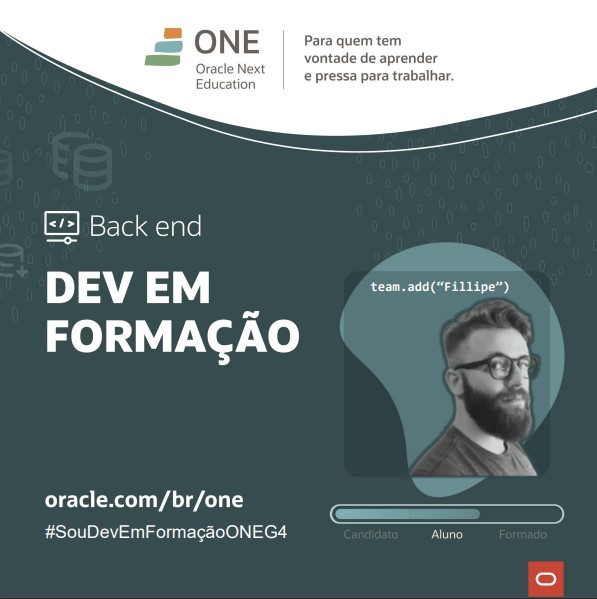 ONE
Oracle Next
Education
Para quem tem
vontade de aprender
e pressa para trabalhar.
</> Back end
DEV EM
FORMAÇÃO
team.add(“Fillipe”)
oracle.com/br/one
#SouDevEmFormaçãoONEG4
Candidato Aluno Formado